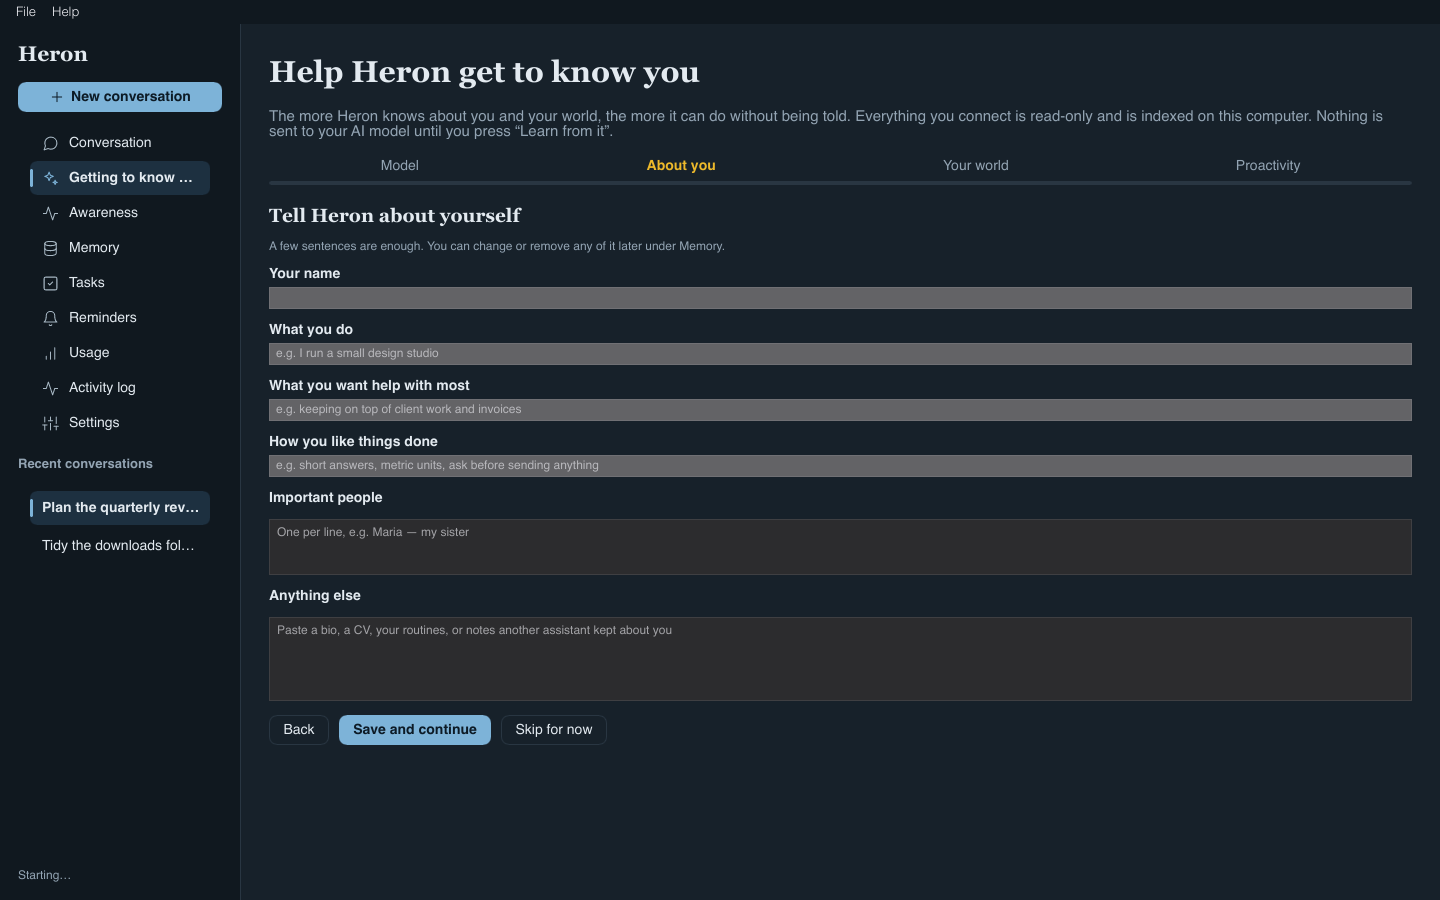 File Help
Heron
New conversation
Conversation
Getting to know ...
Awareness
Memory
Tasks
Reminders
Usage
Activity log
Settings
Recent conversations
Plan the quarterly rev...
Tidy the downloads fol...
Starting...
Help Heron get to know you
The more Heron knows about you and your world, the more it can do without being told. Everything you connect is read-only and is indexed on this computer. Nothing is
sent to your AI model until you press “Learn from it”.
Model About you Your world Proactivity
Tell Heron about yourself
A few sentences are enough. You can change or remove any of it later under Memory.
Your name
What you do
e.g. I run a small design studio
What you want help with most
e.g. keeping on top of client work and invoices
How you like things done
e.g. short answers, metric units, ask before sending anything
Important people
One per line, e.g. Maria — my sister
Anything else
Paste a bio, a CV, your routines, or notes another assistant kept about you
Back Save and continue Skip for now